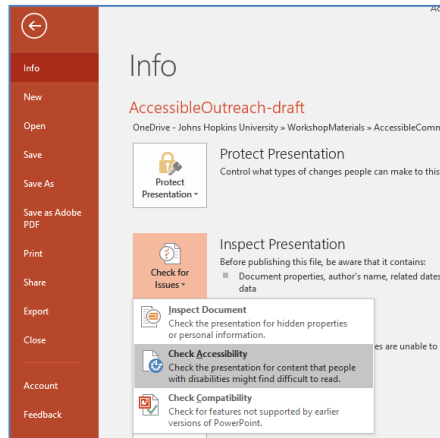 Info
New
Open
Save
Save As
Save as Adobe
PDF
Print
Share
Export
Close
Account
Feedback
Info
AccessibleOutreach-draft
OneDrive - Johns Hopkins University » WorkshopMaterials » AccessibleComm
Protect
Presentation
Protect Presentation
Control what types of changes people can make to this
Check for
Issues
Inspect Presentation
Before publishing this file, be aware that it contains:
Document properties, author's name, related dates
data
Inspect Document
Check the presentation for hidden properties
or personal information.
Check Accessibility
Check the presentation for content that people
with disabilities might find difficult to read.
Check Compatibility
Check for features not supported by earlier
versions of PowerPoint.
es are unable to